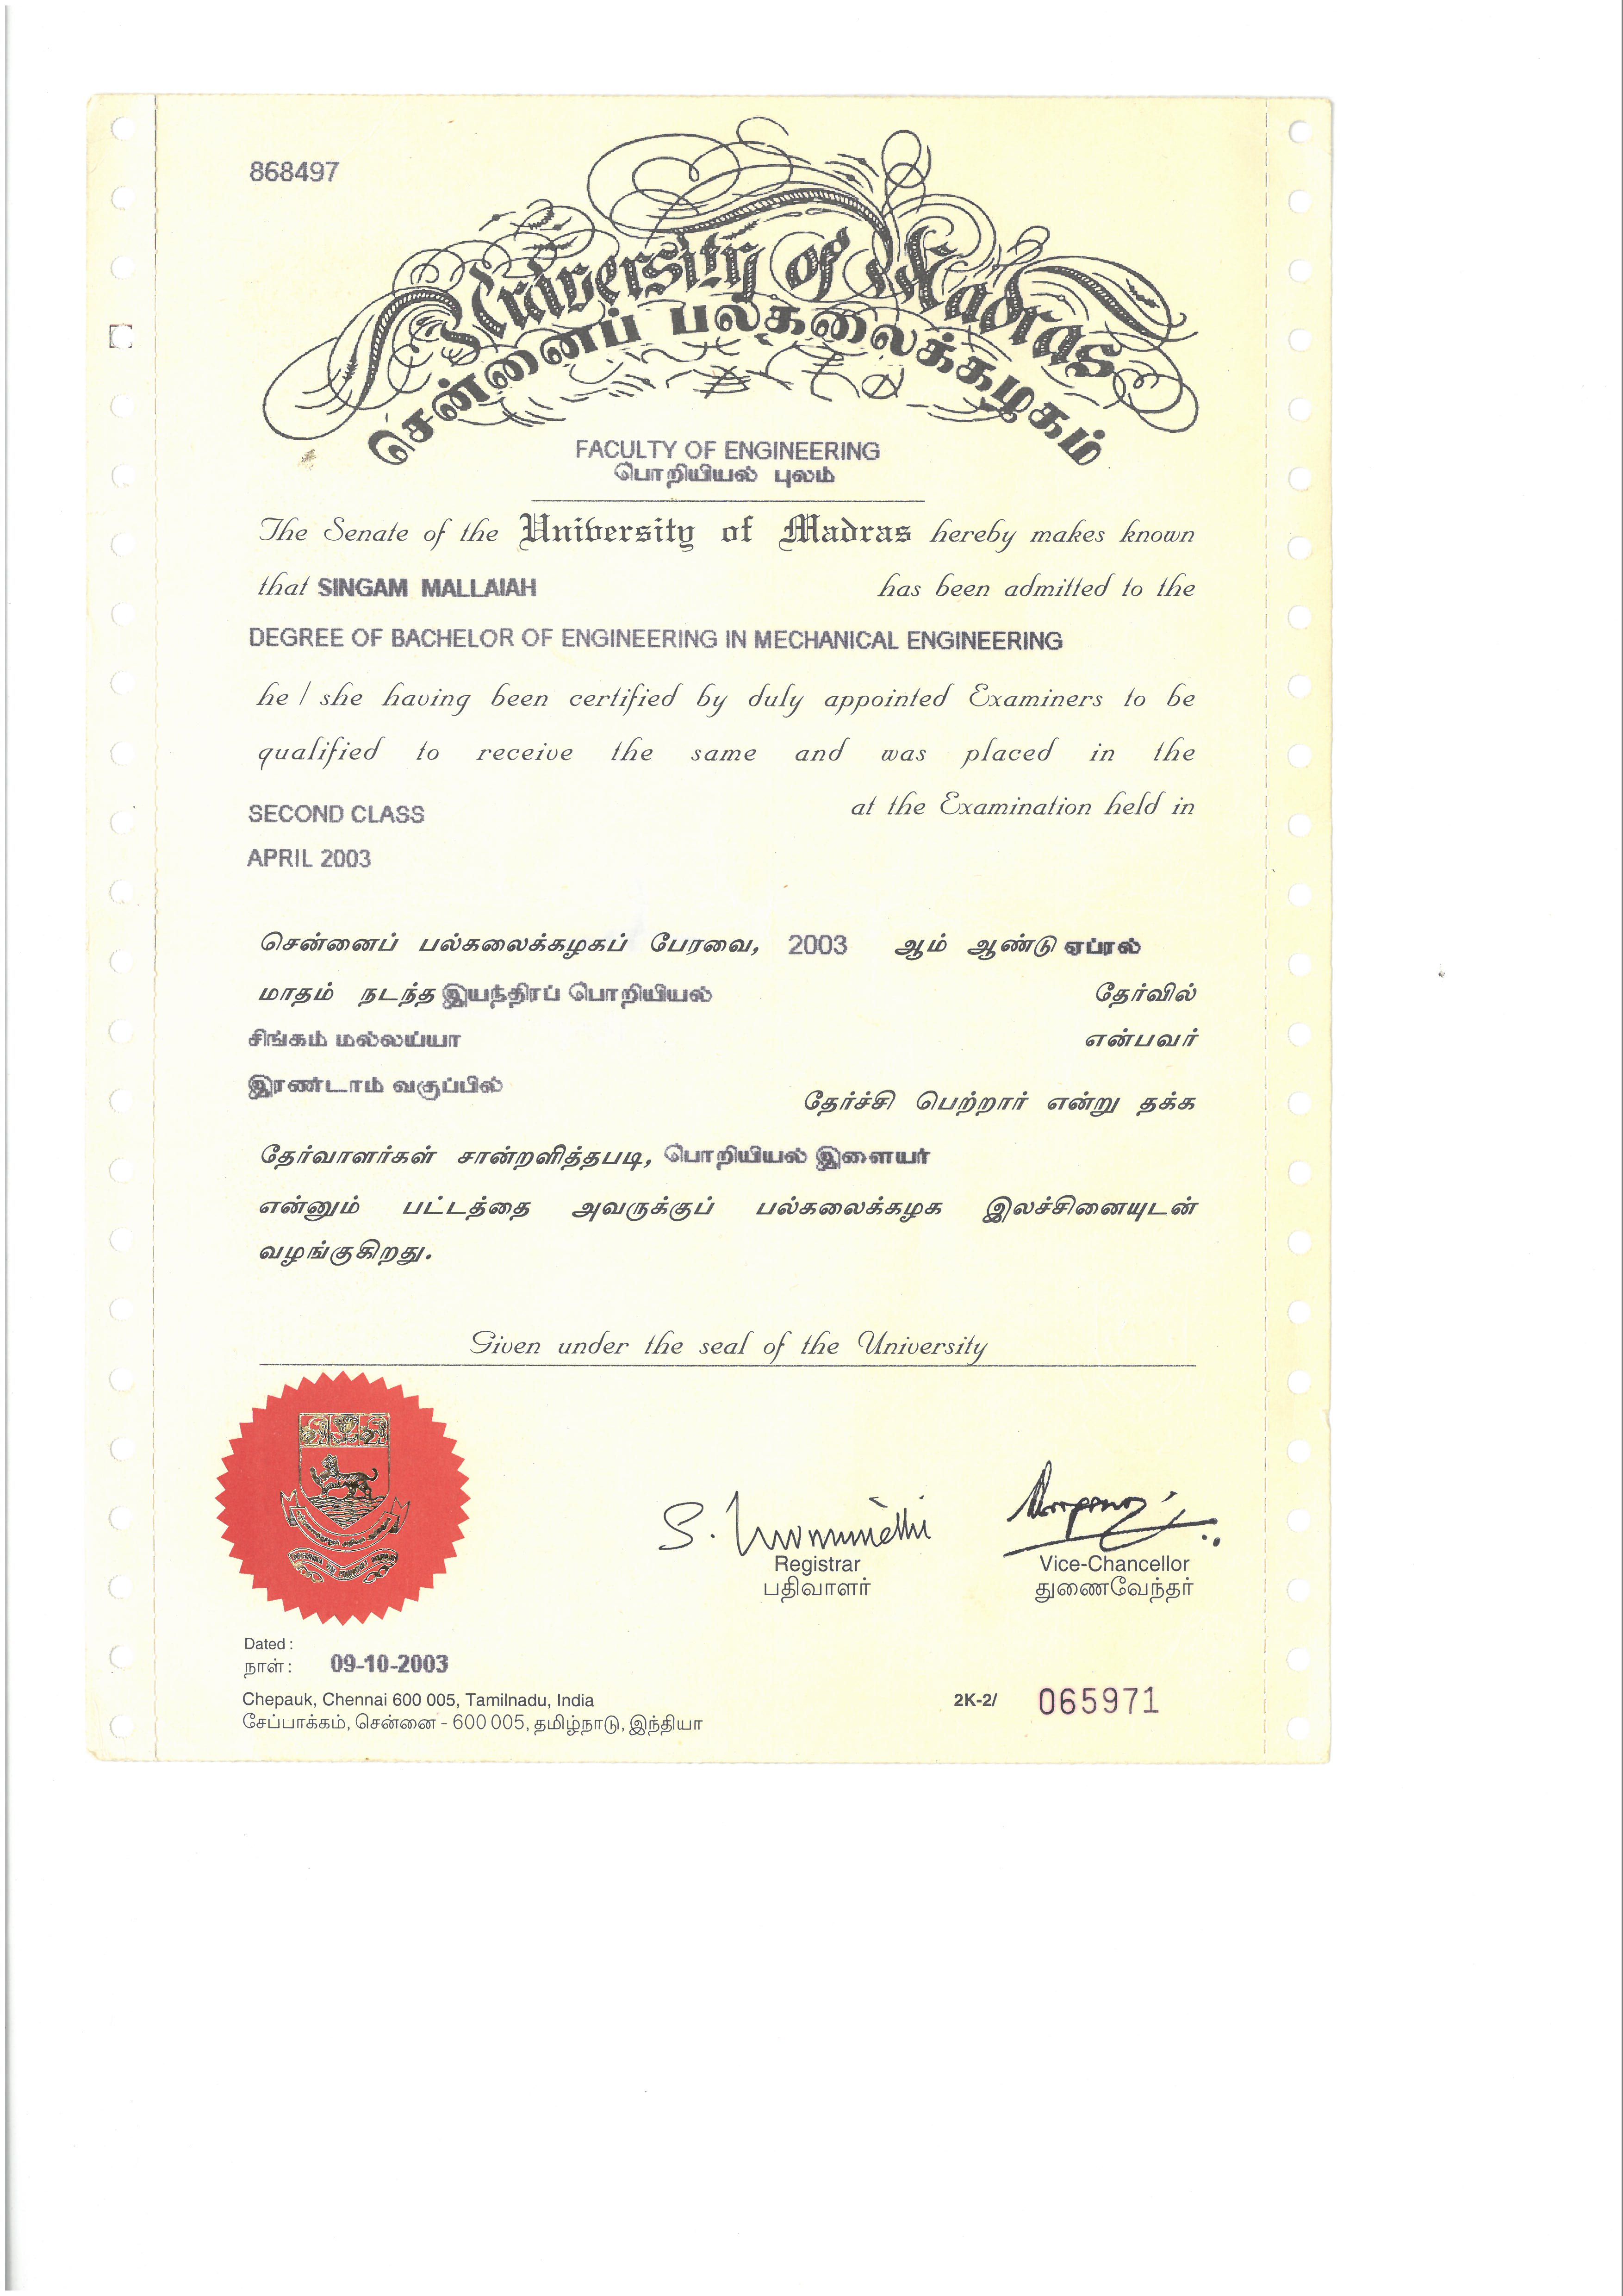 868497
University of Madras
சென்னைப் பல்கலைக்கழகம்
FACULTY OF ENGINEERING
பொறியியல் புலம்
The Senate of the University of Madras hereby makes known
that SINGAM MALLAIAH has been admitted to the
DEGREE OF BACHELOR OF ENGINEERING IN MECHANICAL ENGINEERING
he / she having been certified by duly appointed Examiners to be
qualified to receive the same and was placed in the
SECOND CLASS at the Examination held in
APRIL 2003
சென்னைப் பல்கலைக்கழகப் பேரவை, 2003 ஆம் ஆண்டு ஏப்ரல்
மாதம் நடந்த இயந்திரப் பொறியியல் தேர்வில்
சிங்கம் மல்லய்யா என்பவர்
இரண்டாம் வகுப்பில் தேர்ச்சி பெற்றார் என்று தக்க
தேர்வாளர்கள் சான்றளித்தபடி, பொறியியல் இளையர்
என்னும் பட்டத்தை அவருக்குப் பல்கலைக்கழக இலச்சினையுடன்
வழங்குகிறது.
Given under the seal of the University
Registrar
பதிவாளர்
Vice-Chancellor
துணைவேந்தர்
Dated :
நாள் : 09-10-2003
Chepauk, Chennai 600 005, Tamilnadu, India
சேப்பாக்கம், சென்னை - 600 005, தமிழ்நாடு, இந்தியா
2K-2/ 065971